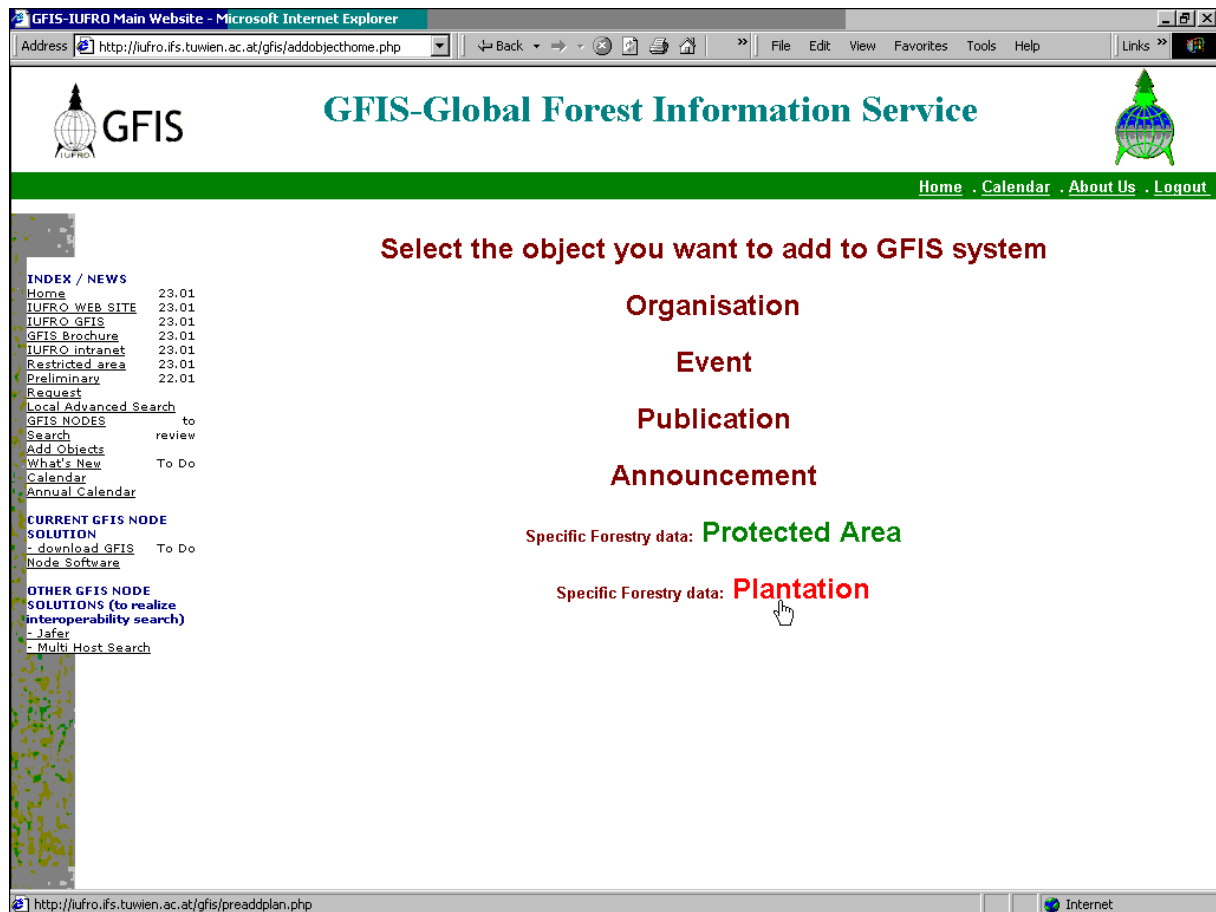 GFIS-IUFRO Main Website - Microsoft Internet Explorer
Address http://iufro.ifs.tuwien.ac.at/gfis/addobjecthome.php Back » File Edit View Favorites Tools Help Links »
GFIS
IUFRO
GFIS-Global Forest Information Service
Home . Calendar . About Us . Logout
Select the object you want to add to GFIS system
Organisation
Event
Publication
Announcement
Specific Forestry data: Protected Area
Specific Forestry data: Plantation
INDEX / NEWS
Home 23.01
IUFRO WEB SITE 23.01
IUFRO GFIS 23.01
GFIS Brochure 23.01
IUFRO intranet 23.01
Restricted area 23.01
Preliminary 22.01
Request
Local Advanced Search
GFIS NODES to
Search review
Add Objects
What's New To Do
Calendar
Annual Calendar
CURRENT GFIS NODE
SOLUTION
- download GFIS To Do
Node Software
OTHER GFIS NODE
SOLUTIONS (to realize
interoperability search)
- Jafer
- Multi Host Search
http://iufro.ifs.tuwien.ac.at/gfis/preaddplan.php Internet